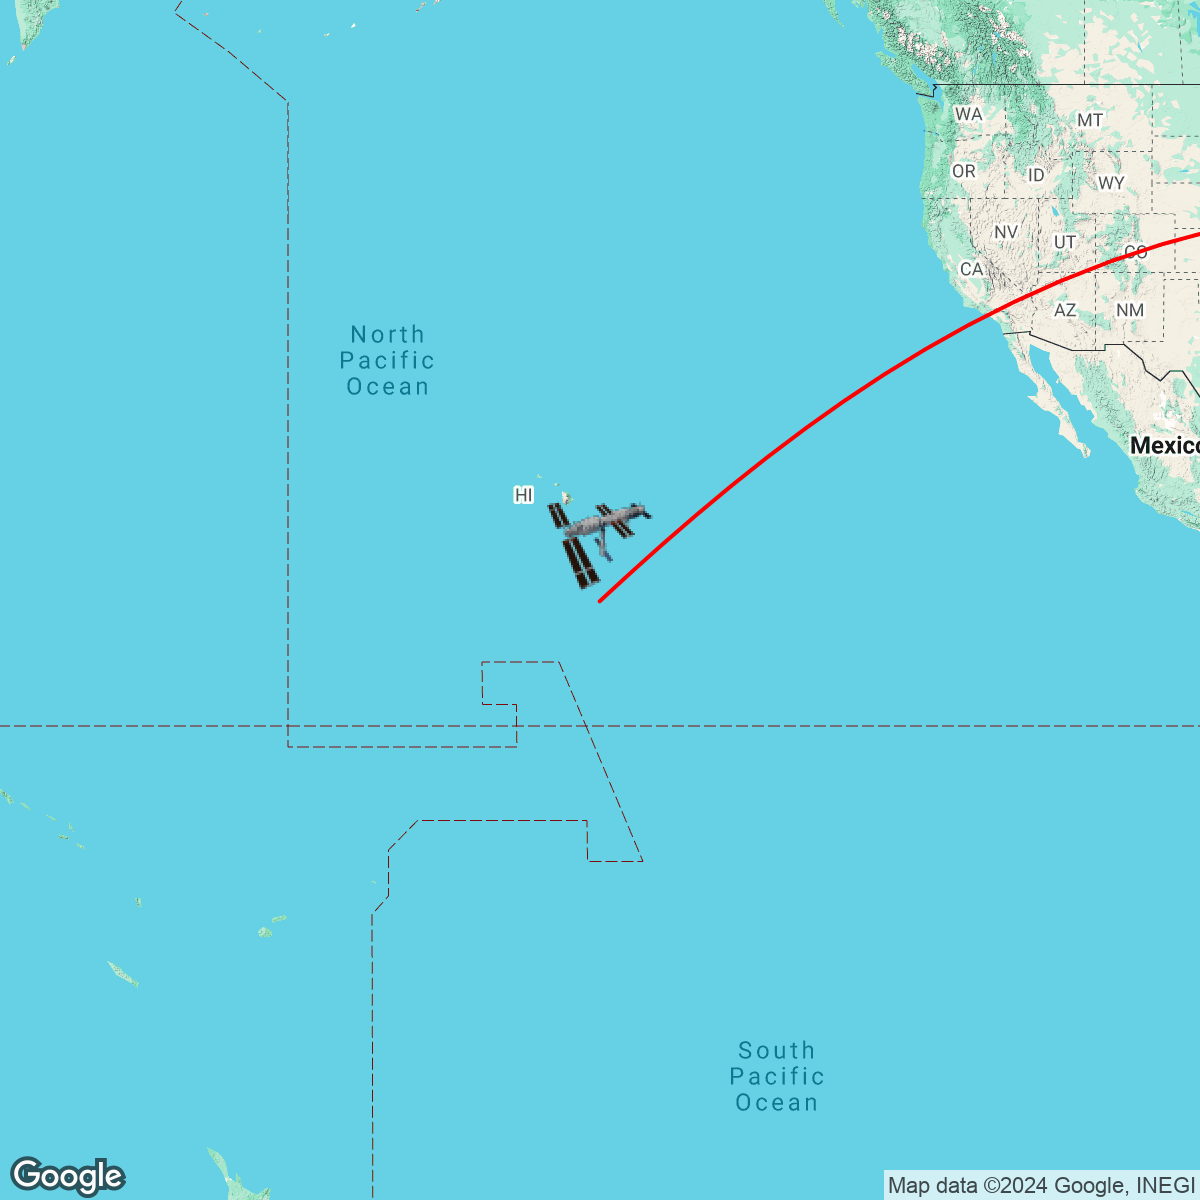 WA
MT
OR
ID
WY
NV
UT
CO
CA
AZ
NM
North
Pacific
Ocean
Mexico
HI
South
Pacific
Ocean
Google
Map data ©2024 Google, INEGI